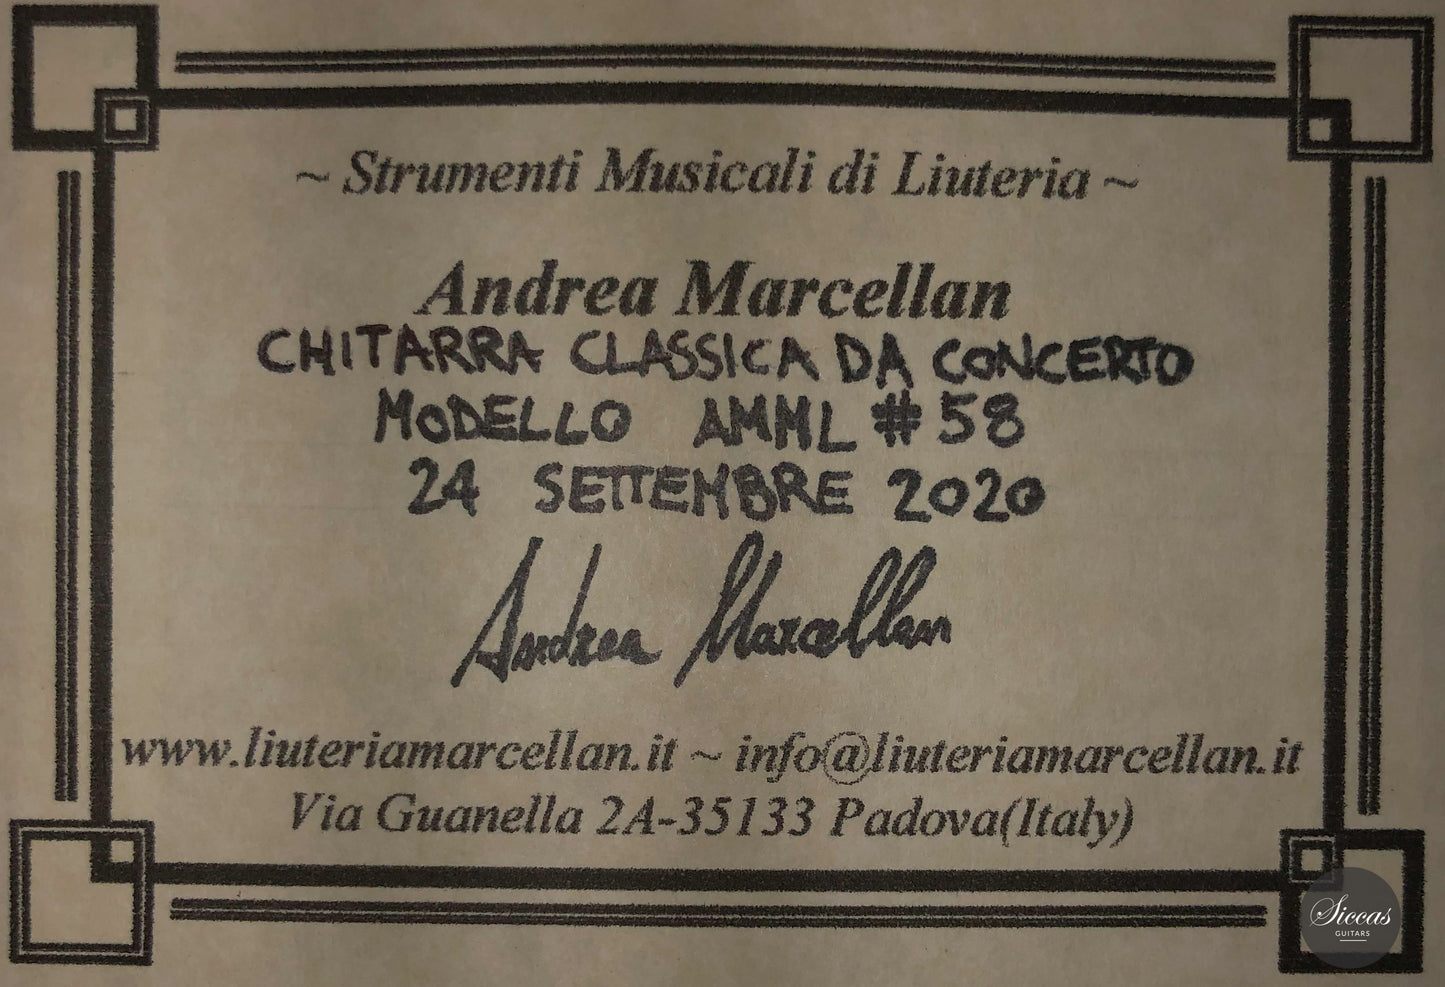 ~ Strumenti Musicali di Liuteria ~
Andrea Marcellan
CHITARRA CLASSICA DA CONCERTO
MODELLO AMML #58
24 SETTEMBRE 2020
Andrea Marcellan
www.liuteriamarcellan.it ~ info@liuteriamarcellan.it
Via Guanella 2A-35133 Padova(Italy)
Siccas
GUITARS